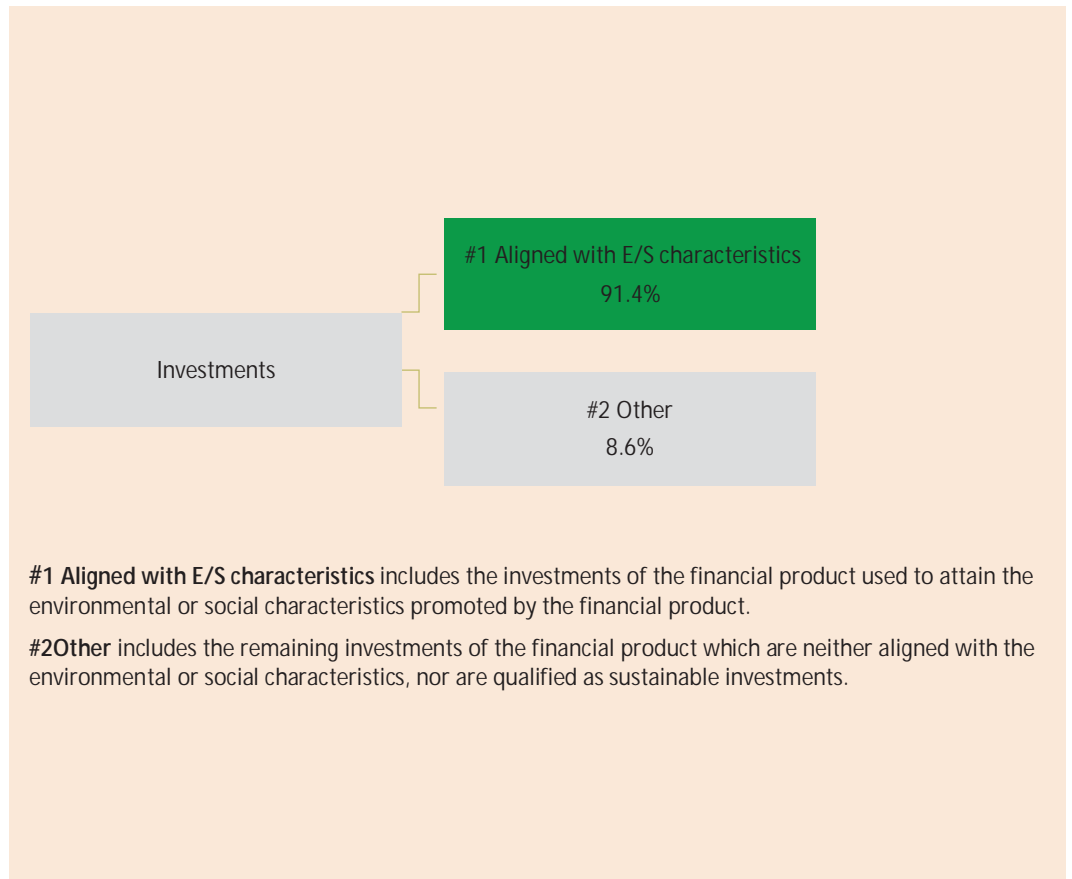 #1 Aligned with E/S characteristics
91.4%
Investments
#2 Other
8.6%
#1 Aligned with E/S characteristics includes the investments of the financial product used to attain the
environmental or social characteristics promoted by the financial product.
#2Other includes the remaining investments of the financial product which are neither aligned with the
environmental or social characteristics, nor are qualified as sustainable investments.